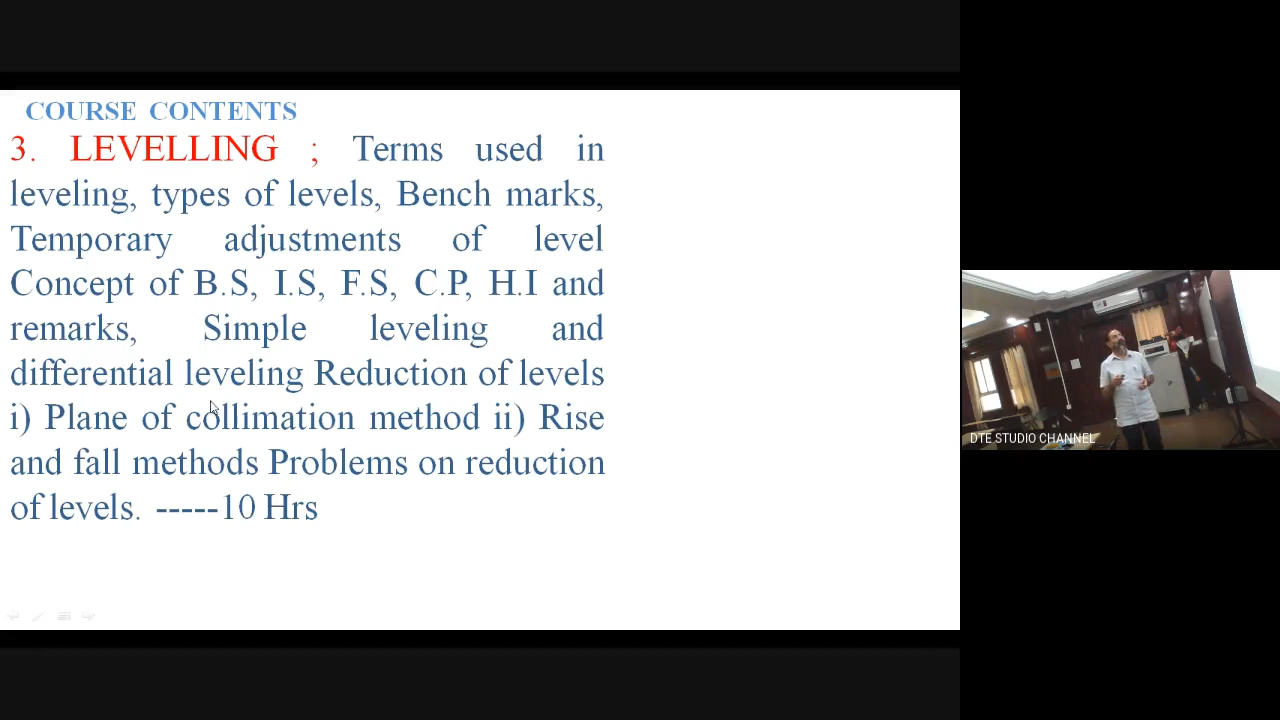 COURSE CONTENTS
3. LEVELLING ; Terms used in
leveling, types of levels, Bench marks,
Temporary adjustments of level
Concept of B.S, I.S, F.S, C.P, H.I and
remarks, Simple leveling and
differential leveling Reduction of levels
i) Plane of collimation method ii) Rise
and fall methods Problems on reduction
of levels. -----10 Hrs
DTE STUDIO CHANNEL